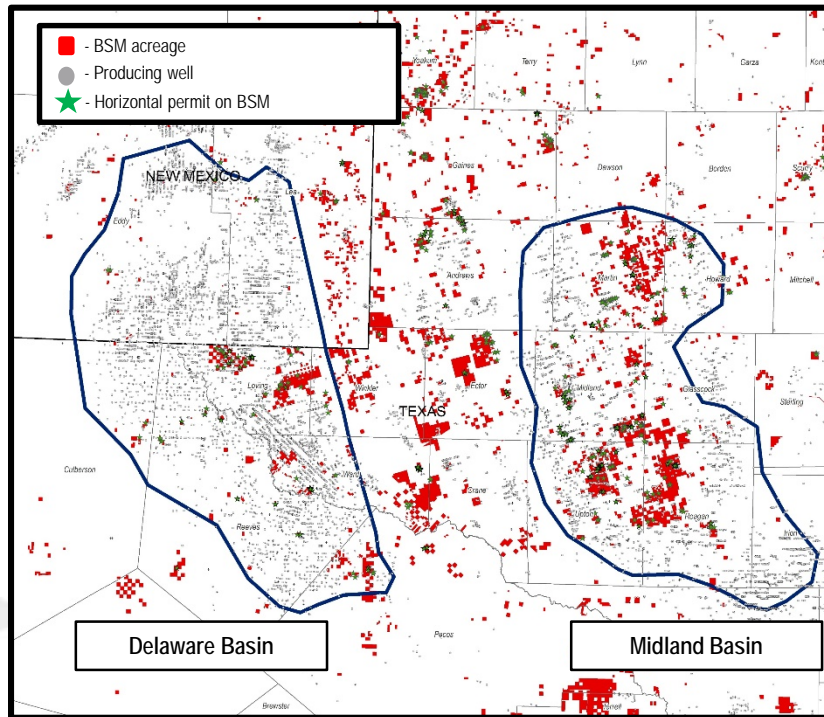 - BSM acreage
- Producing well
- Horizontal permit on BSM
Yoakum
Terry
Lynn
Garza
Kent
NEW MEXICO
Lea
Gaines
Dawson
Borden
Scurry
Eddy
Andrews
Martin
Howard
Mitchell
Loving
Winkler
Ector
Midland
Glasscock
Sterling
TEXAS
Culberson
Ward
Crane
Upton
Reagan
Irion
Reeves
Pecos
Delaware Basin
Midland Basin
Brewster
Terrell